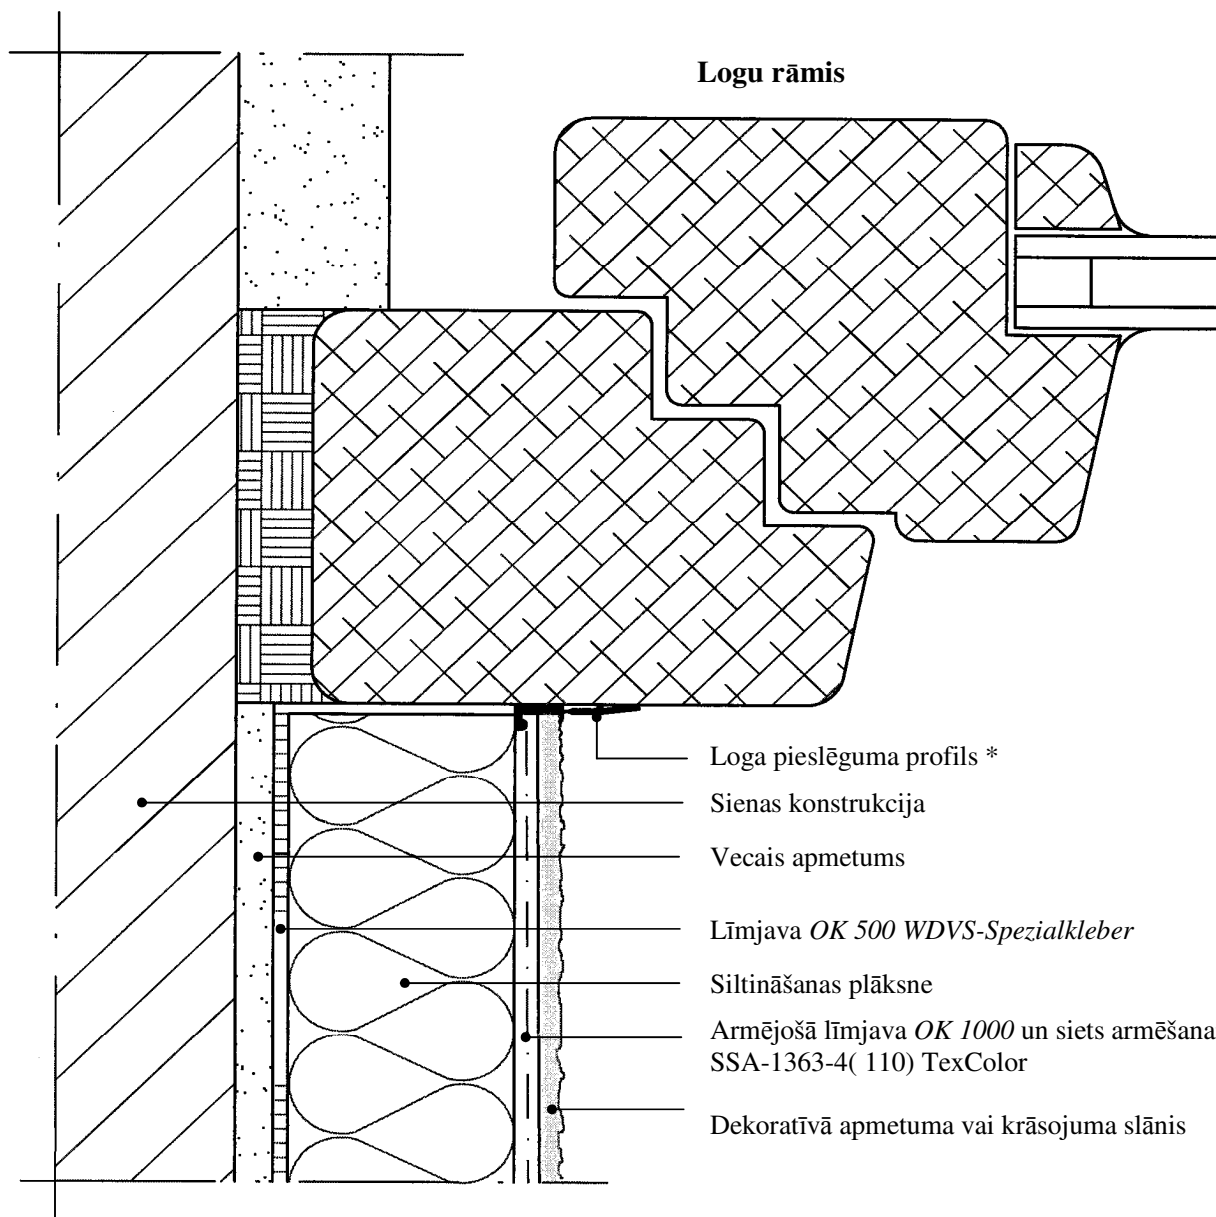 Logu rāmis
Loga pieslēguma profils *
Sienas konstrukcija
Vecais apmetums
Līmjava OK 500 WDVS-Spezialkleber
Siltināšanas plāksne
Armējošā līmjava OK 1000 un siets armēšana
SSA-1363-4( 110) TexColor
Dekoratīvā apmetuma vai krāsojuma slānis